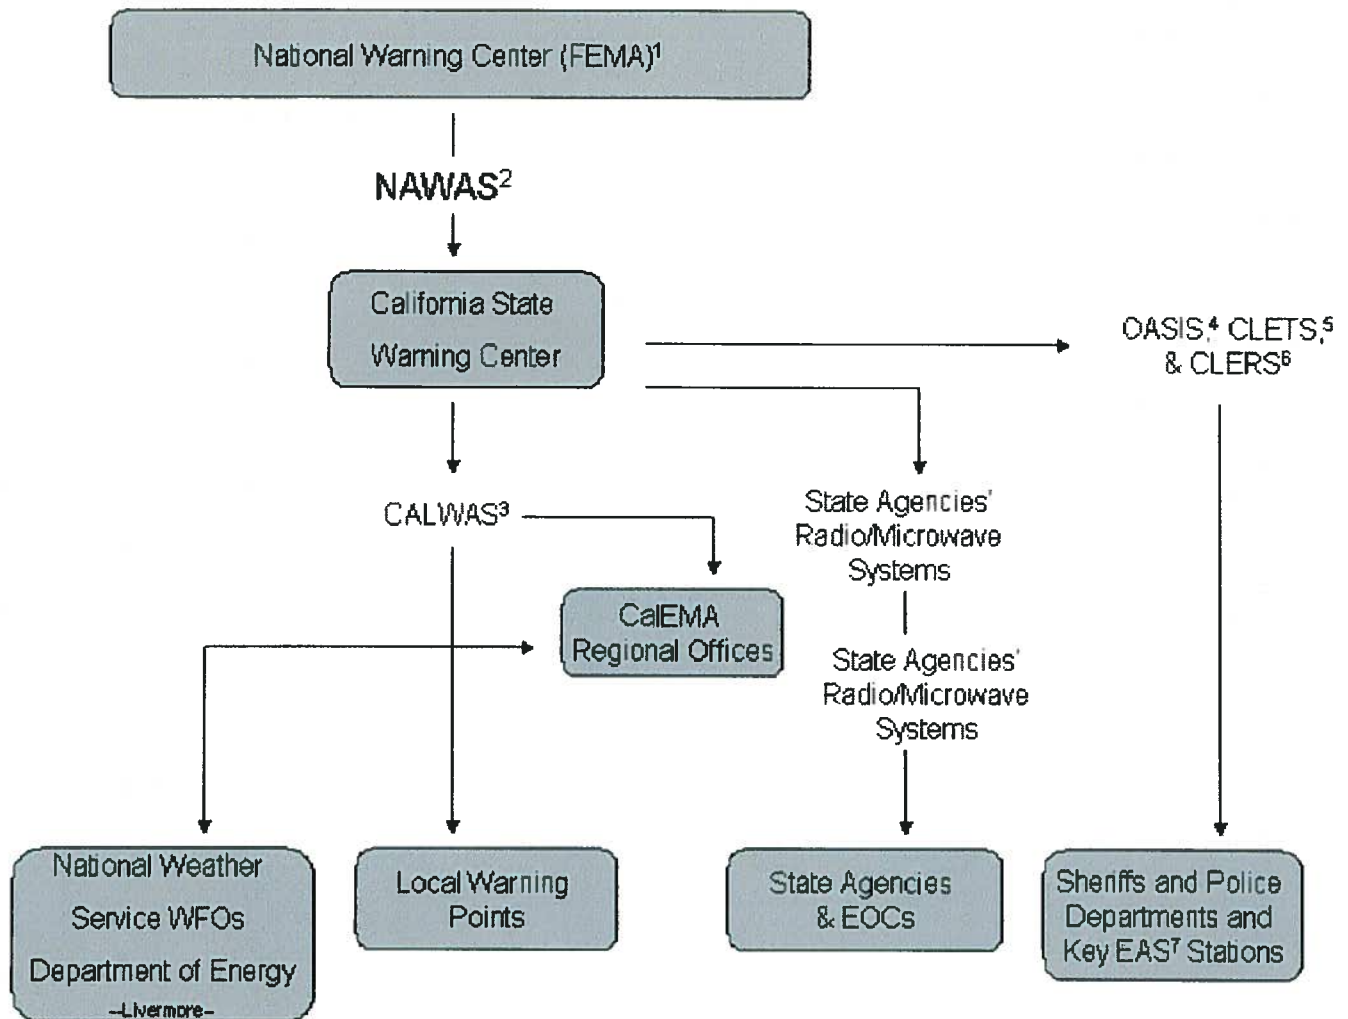 National Warning Center (FEMA)¹
NAWAS²
California State
Warning Center
OASIS,⁴ CLETS,⁵
& CLERS⁶
CALWAS³
State Agencies'
Radio/Microwave
Systems
CalEMA
Regional Offices
State Agencies'
Radio/Microwave
Systems
National Weather
Service WFOs
Department of Energy
--Livermore--
Local Warning
Points
State Agencies
& EOCs
Sheriffs and Police
Departments and
Key EAS⁷ Stations